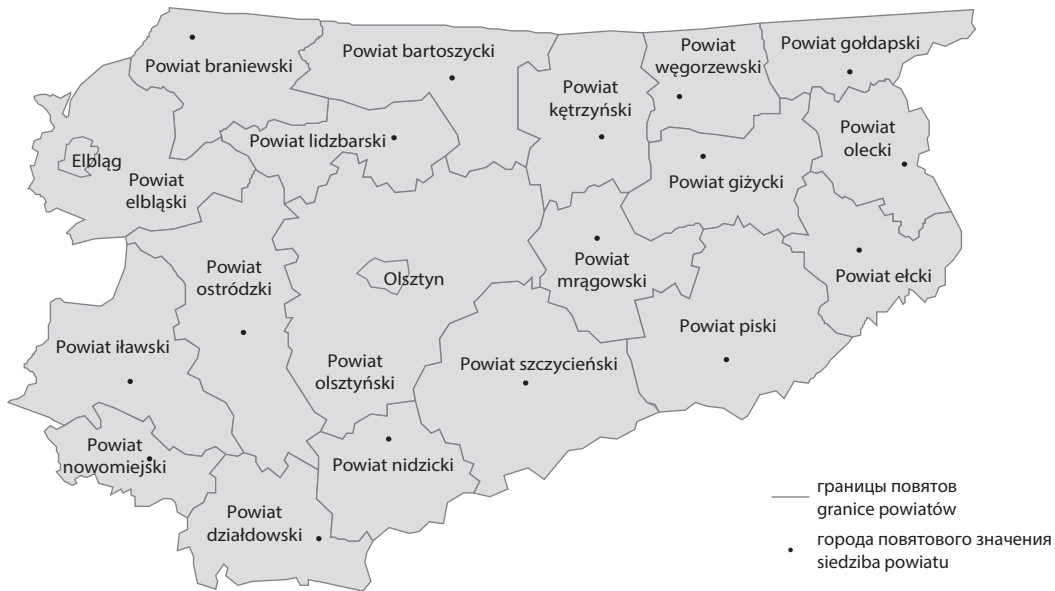 Powiat braniewski
Powiat bartoszycki
Powiat
węgorzewski
Powiat gołdapski
Powiat
kętrzyński
Powiat lidzbarski
Powiat
olecki
Elbląg
Powiat
elbląski
Powiat giżycki
Powiat
ostródzki
Olsztyn
Powiat
mrągowski
Powiat ełcki
Powiat iławski
Powiat piski
Powiat
olsztyński
Powiat szczycieński
Powiat
nowomiejski
Powiat nidzicki
Powiat
działdowski
границы повятов
granice powiatów
города повятового значения
siedziba powiatu